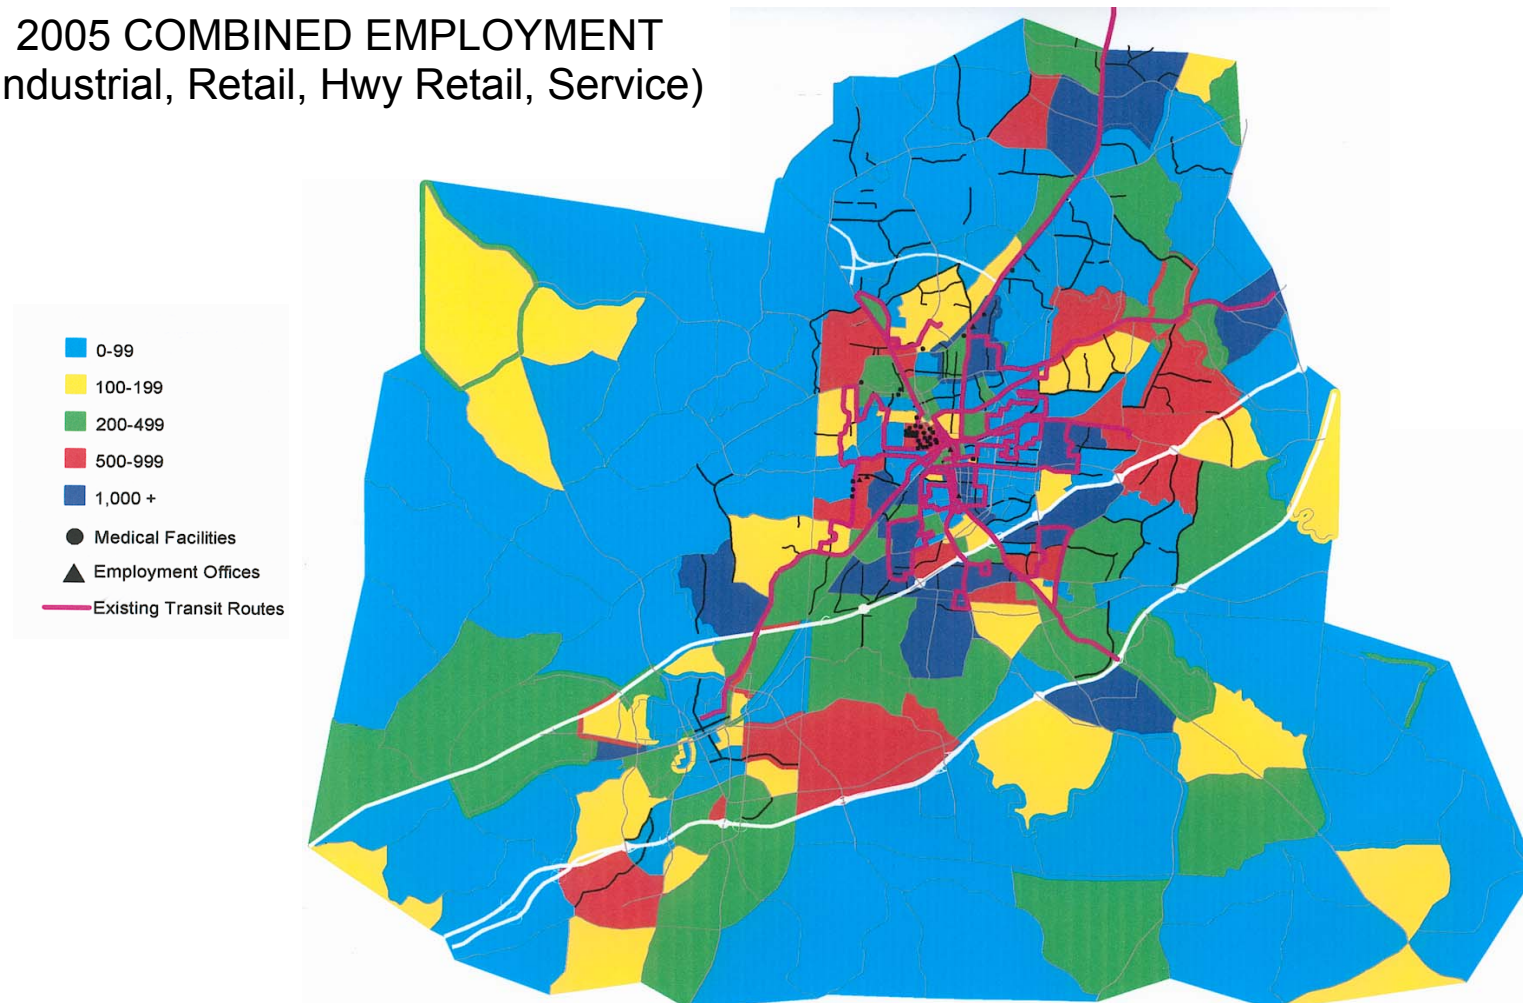 2005 COMBINED EMPLOYMENT
ndustrial, Retail, Hwy Retail, Service)
0-99
100-199
200-499
500-999
1,000 +
Medical Facilities
Employment Offices
Existing Transit Routes